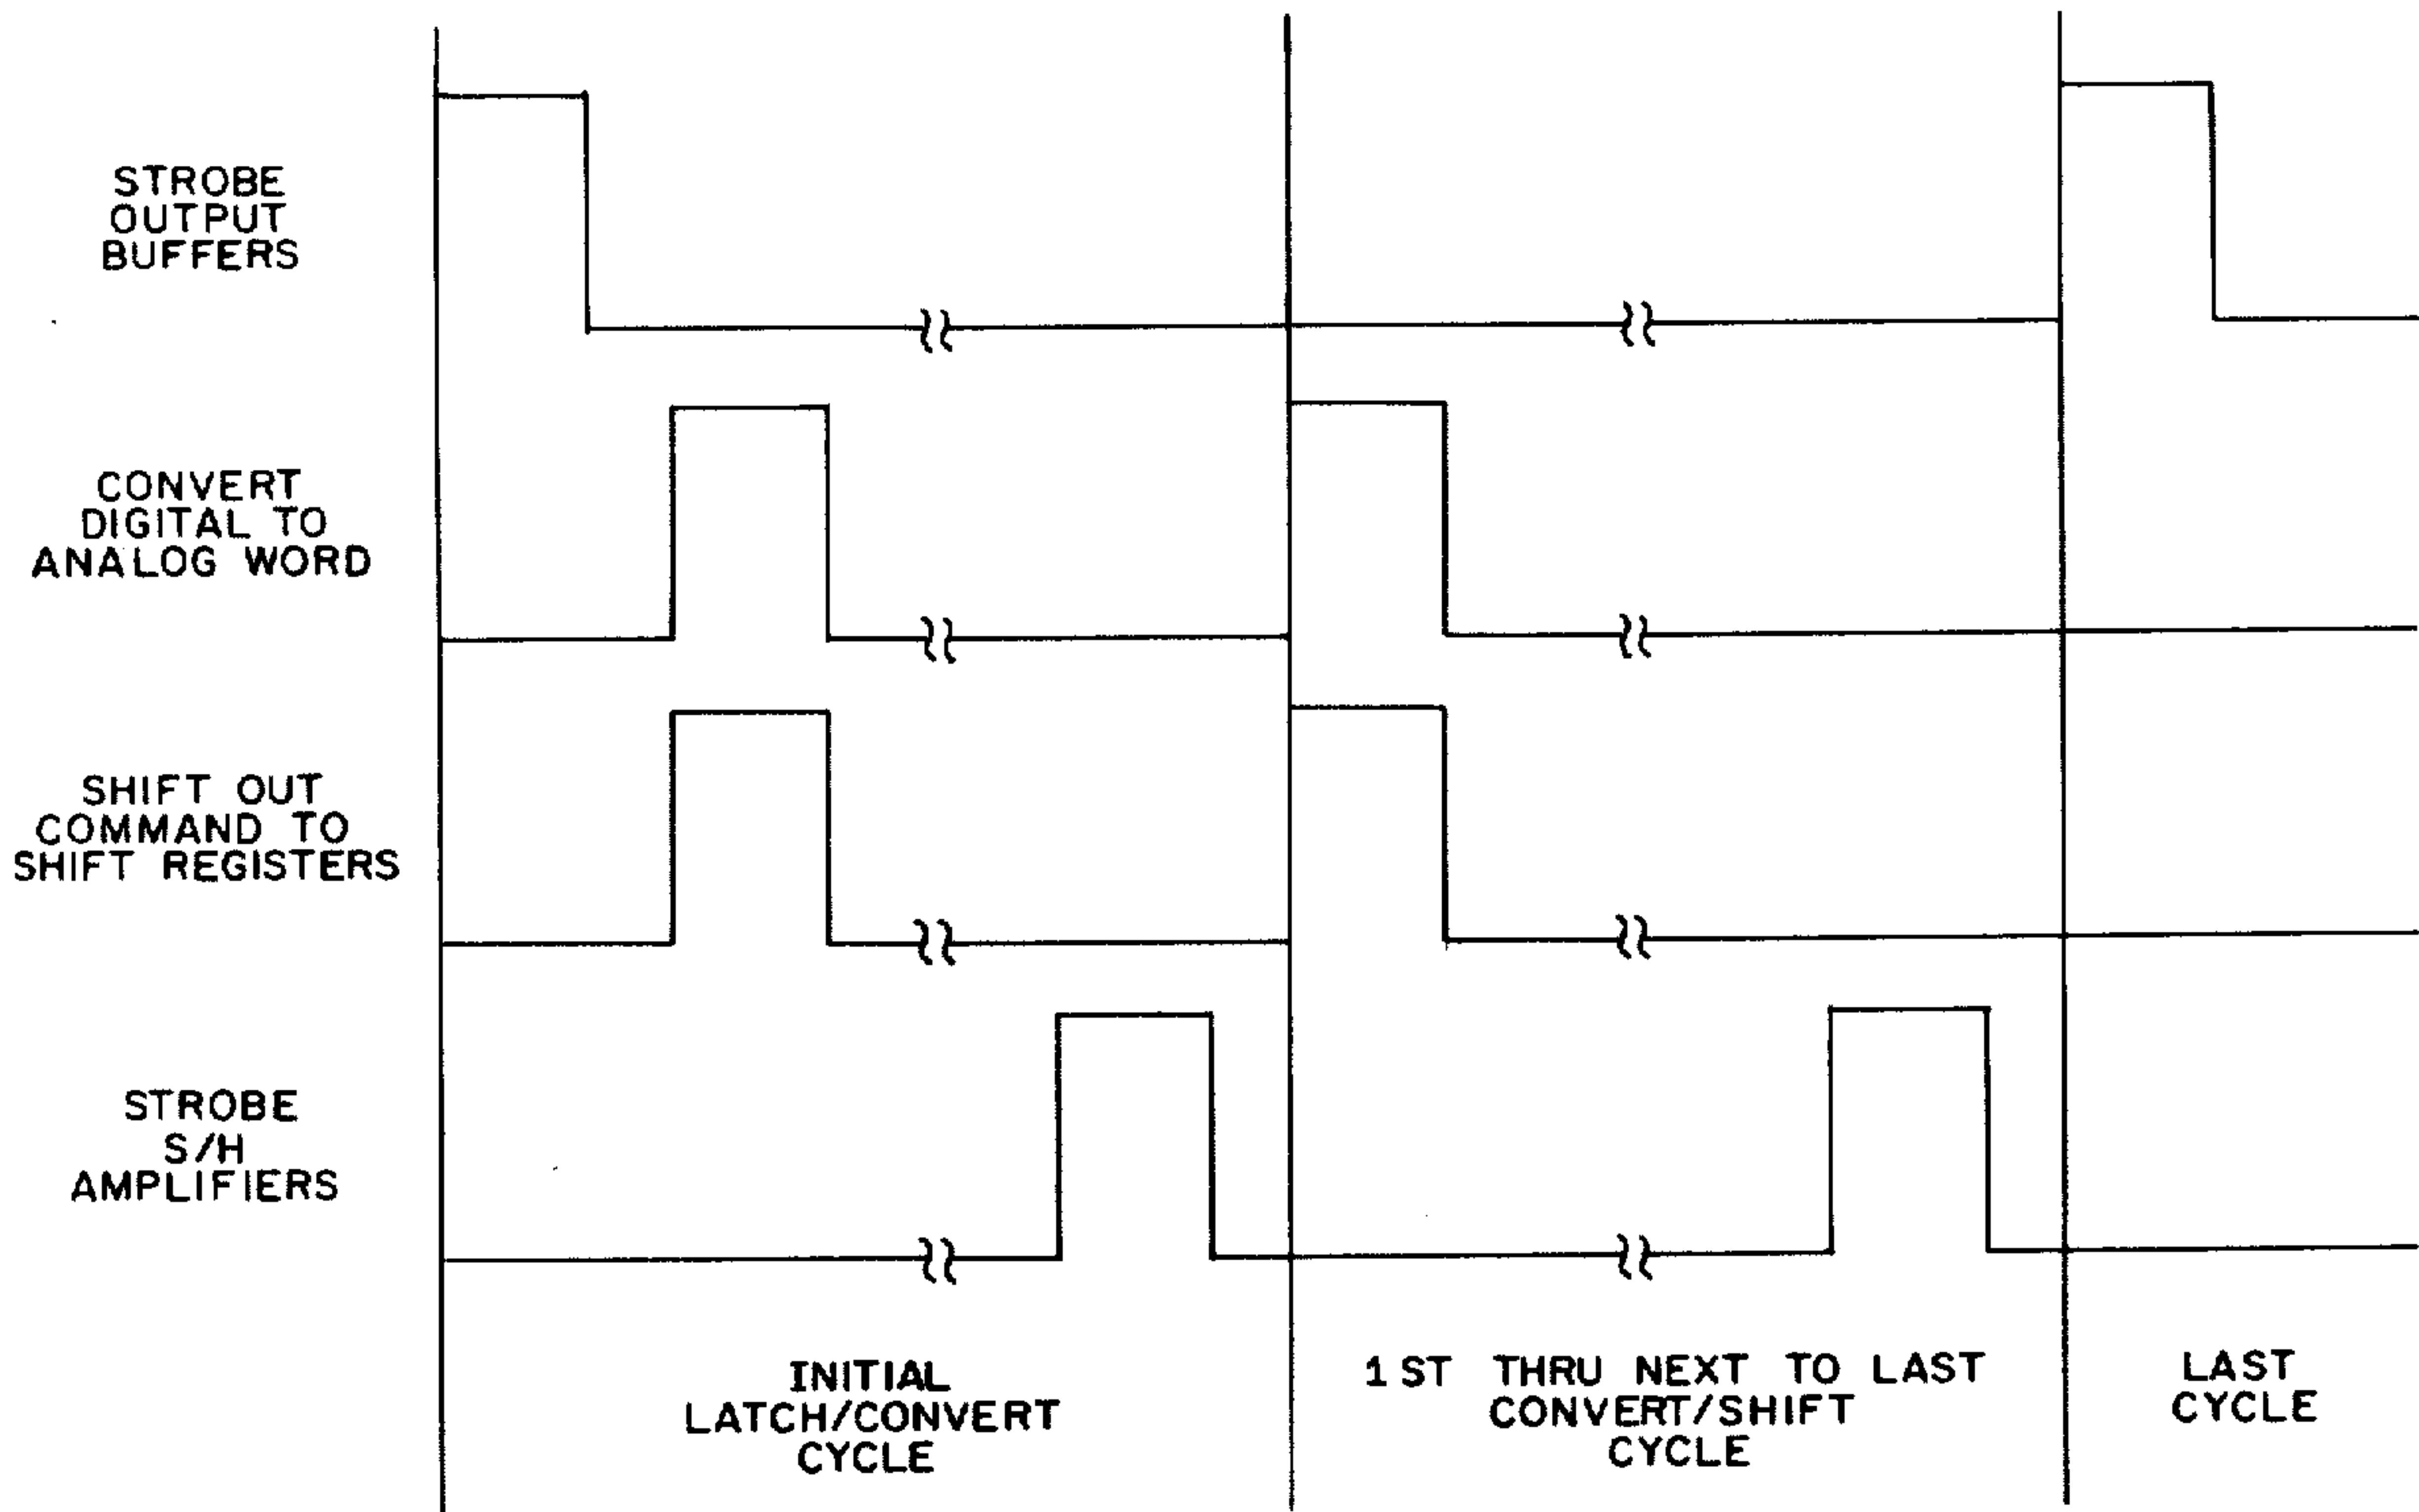 STROBE
OUTPUT
BUFFERS
CONVERT
DIGITAL TO
ANALOG WORD
SHIFT OUT
COMMAND TO
SHIFT REGISTERS
STROBE
S/H
AMPLIFIERS
INITIAL
LATCH/CONVERT
CYCLE
1 ST THRU NEXT TO LAST
CONVERT/SHIFT
CYCLE
LAST
CYCLE